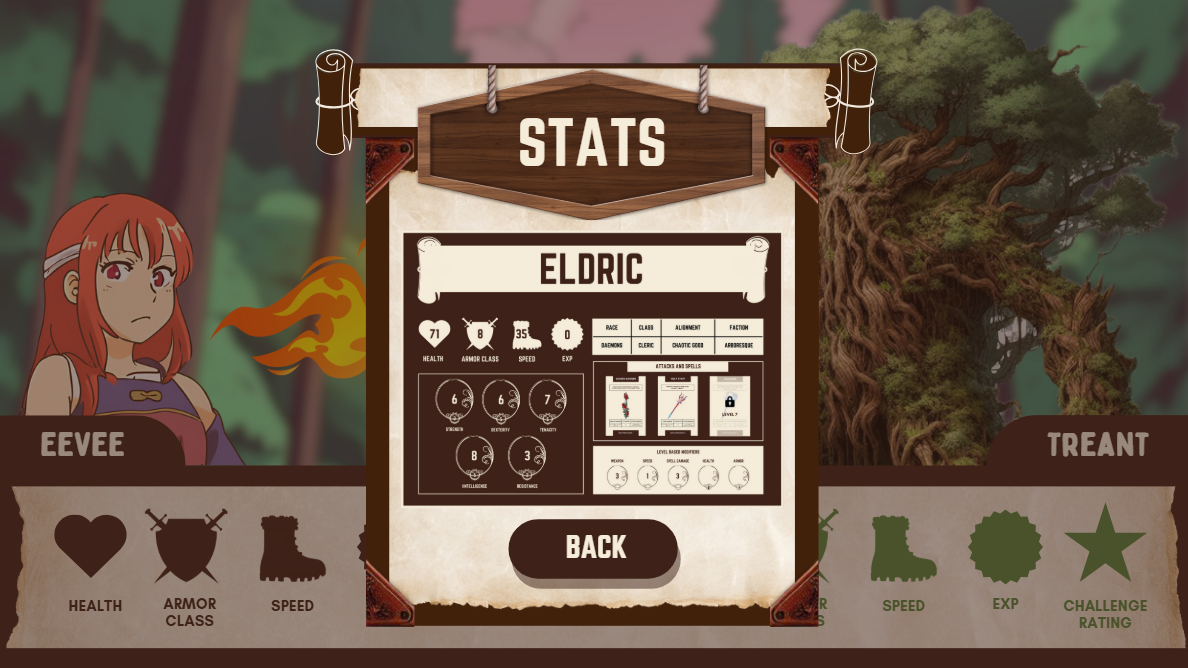 STATS
ELDRIC
71 8 35 0
HEALTH ARMOR CLASS SPEED EXP
RACE CLASS ALIGNMENT FACTION
DAEMONS CLERIC CHAOTIC GOOD ARBORESQUE
ATTACKS AND SPELLS
LEVEL 7
6 6 7
STRENGTH DEXTERITY TENACITY
8 3
INTELLIGENCE RESISTANCE
LEVEL BASED MODIFIERS
WEAPON SPEED SPELL DAMAGE HEALTH ARMOR
3 1 3
BACK
EEVEE
TREANT
HEALTH
ARMOR
CLASS
SPEED
SPEED
EXP
CHALLENGE
RATING